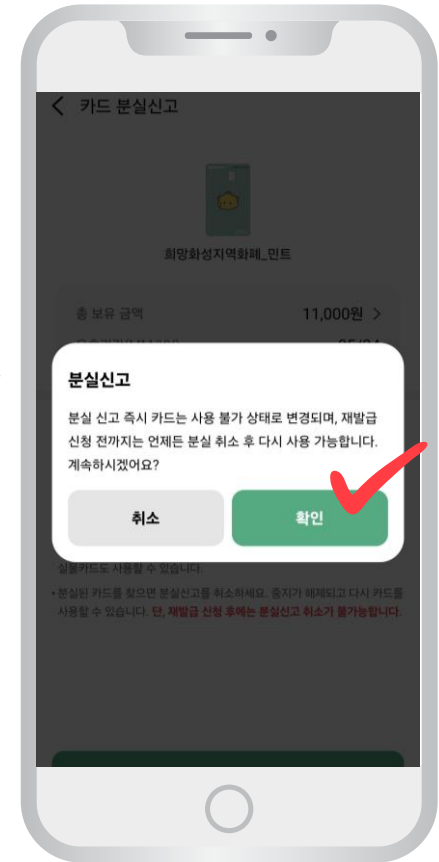 카드 분실신고
희망화성지역화폐_민트
총 보유 금액 11,000원 >
분실신고
분실 신고 즉시 카드는 사용 불가 상태로 변경되며, 재발급
신청 전까지는 언제든 분실 취소 후 다시 사용 가능합니다.
계속하시겠어요?
취소 확인
실물카드도 사용할 수 있습니다.
• 분실된 카드를 찾으면 분실신고를 취소하세요. 중지가 해제되고 다시 카드를
사용할 수 있습니다. 단, 재발급 신청 후에는 분실신고 취소가 불가능합니다.